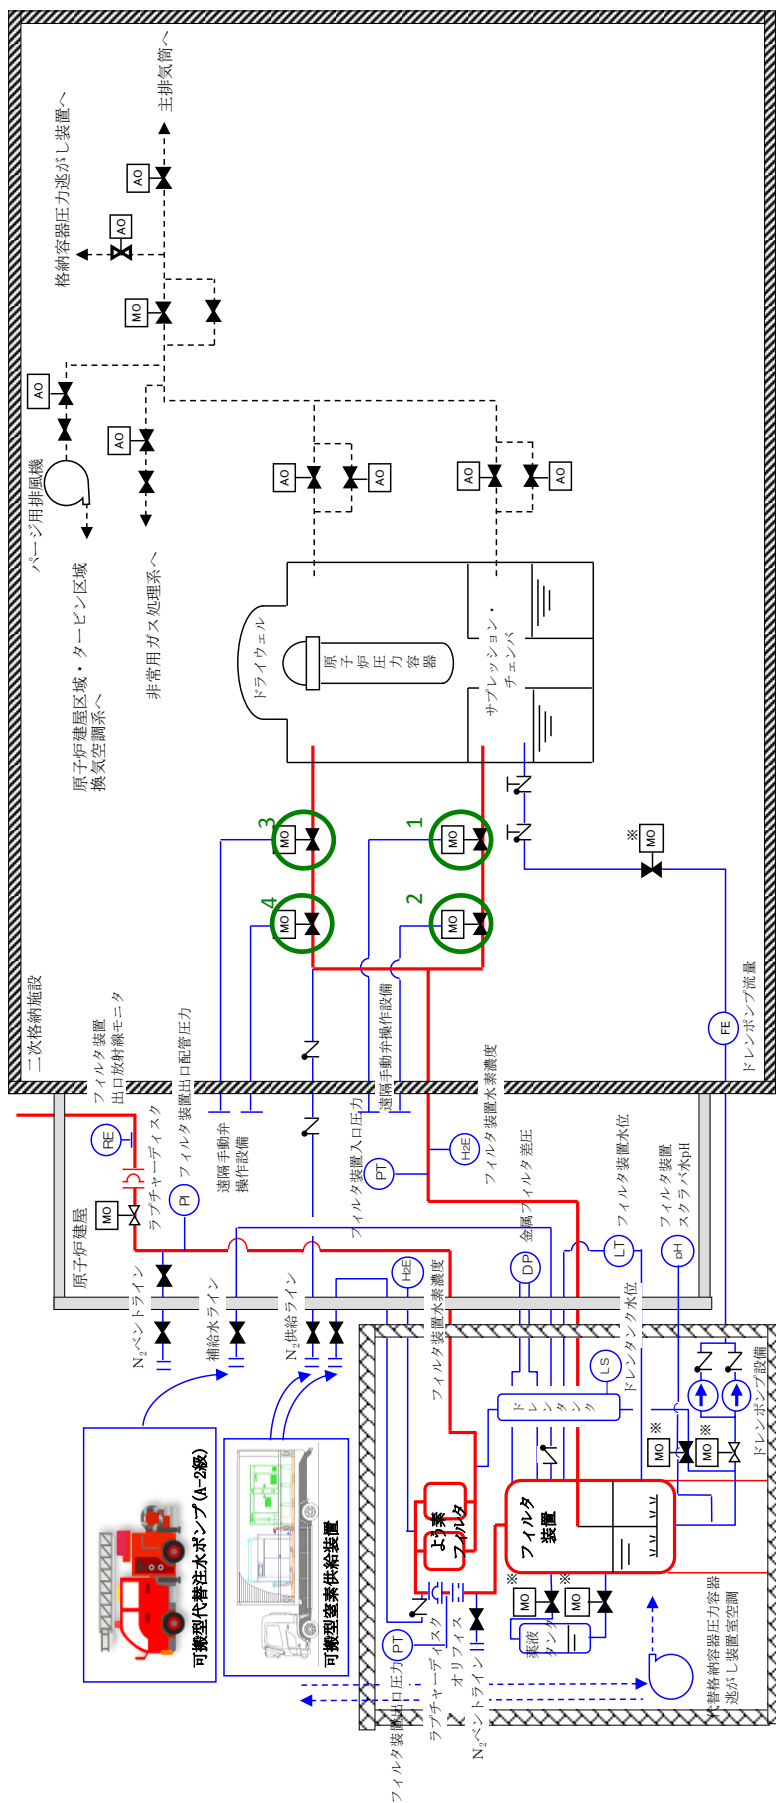 主排気筒へ
格納容器圧力逃がし装置へ
AO
AO
MO
AO
AO
パージ用排風機
原子炉建屋区域・タービン区域
換気空調系へ
非常用ガス処理系へ
AO
AO
AO
AO
ドライウェル
原子炉圧力容器
サプレッション・
チェンバ
3
MO
4
MO
1
MO
2
MO
※
MO
FE
ドレンポンプ流量
二次格納施設
フィルタ装置
出口放射線モニタ
RE
ラプチャーディスク
フィルタ装置出口配管圧力
PI
MO
遠隔手動弁
操作設備
遠隔手動弁操作設備
フィルタ装置入口圧力
PT
フィルタ装置水素濃度
H2E
金属フィルタ差圧
DP
フィルタ装置水位
LT
フィルタ装置
スクラバ水pH
pH
原子炉建屋
N₂ベントライン
補給水ライン
N₂供給ライン
H2E
フィルタ装置水素濃度
ドレンタンク
LS
ドレンタンク水位
ドレンポンプ設備
※
MO
※
MO
可搬型代替注水ポンプ(A-2級)
可搬型窒素供給装置
よう素
フィルタ
フィルタ
装置
※
MO
※
MO
薬液
タンク
PT
フィルタ装置出口圧力
ラプチャーディスク
オリフィス
N₂ベントライン
代替格納容器圧力容器
逃がし装置室空調